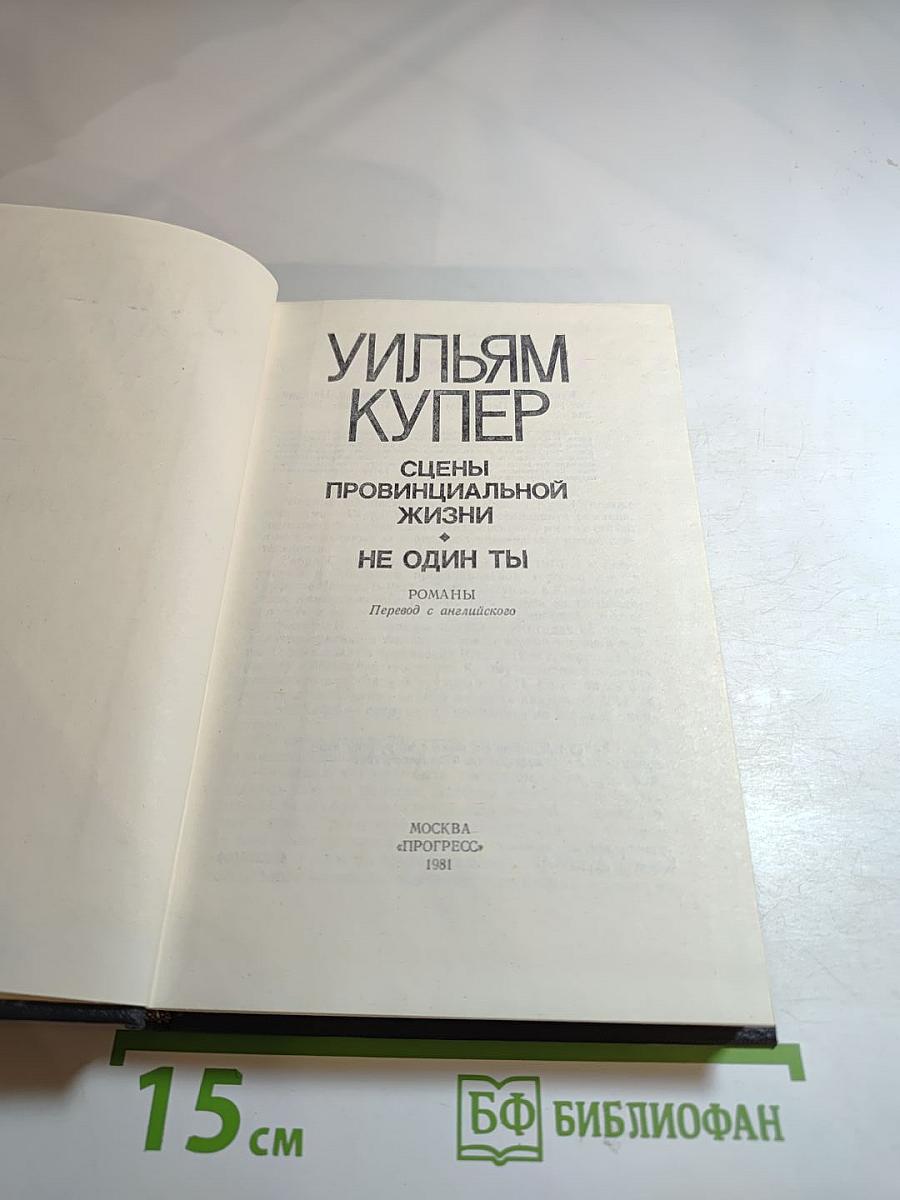 УИЛЬЯМ
КУПЕР
СЦЕНЫ
ПРОВИНЦИАЛЬНОЙ
ЖИЗНИ
НЕ ОДИН ТЫ
РОМАНЫ
Перевод с английского
МОСКВА
«ПРОГРЕСС»
1981
15 см
БФ БИБЛИОФАН